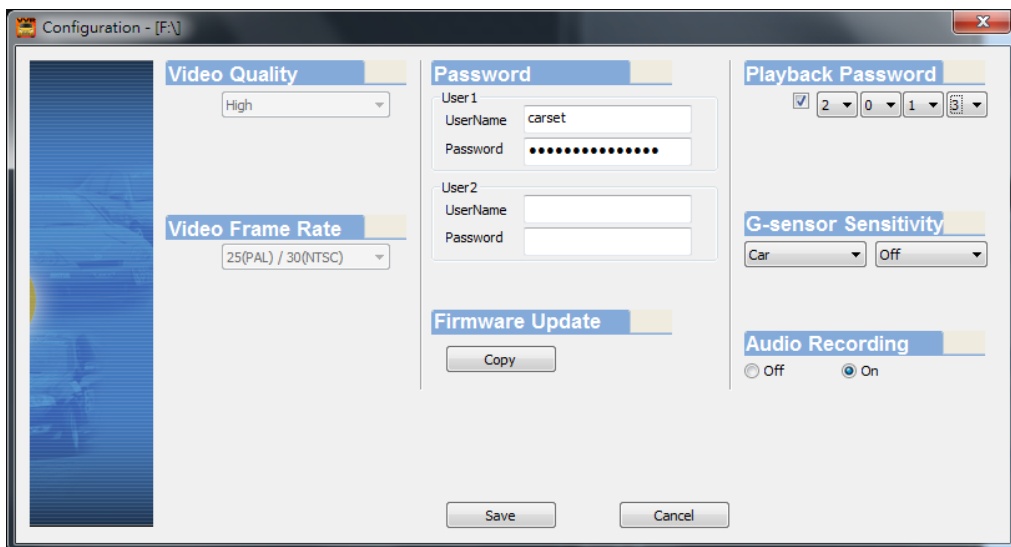 Configuration - [F:\]
Video Quality
High
Video Frame Rate
25(PAL) / 30(NTSC)
Password
User1
UserName
carset
Password
●●●●●●●●●●●●●●●
User2
UserName
Password
Firmware Update
Copy
Playback Password
2 0 1 3
G-sensor Sensitivity
Car Off
Audio Recording
Off On
Save Cancel